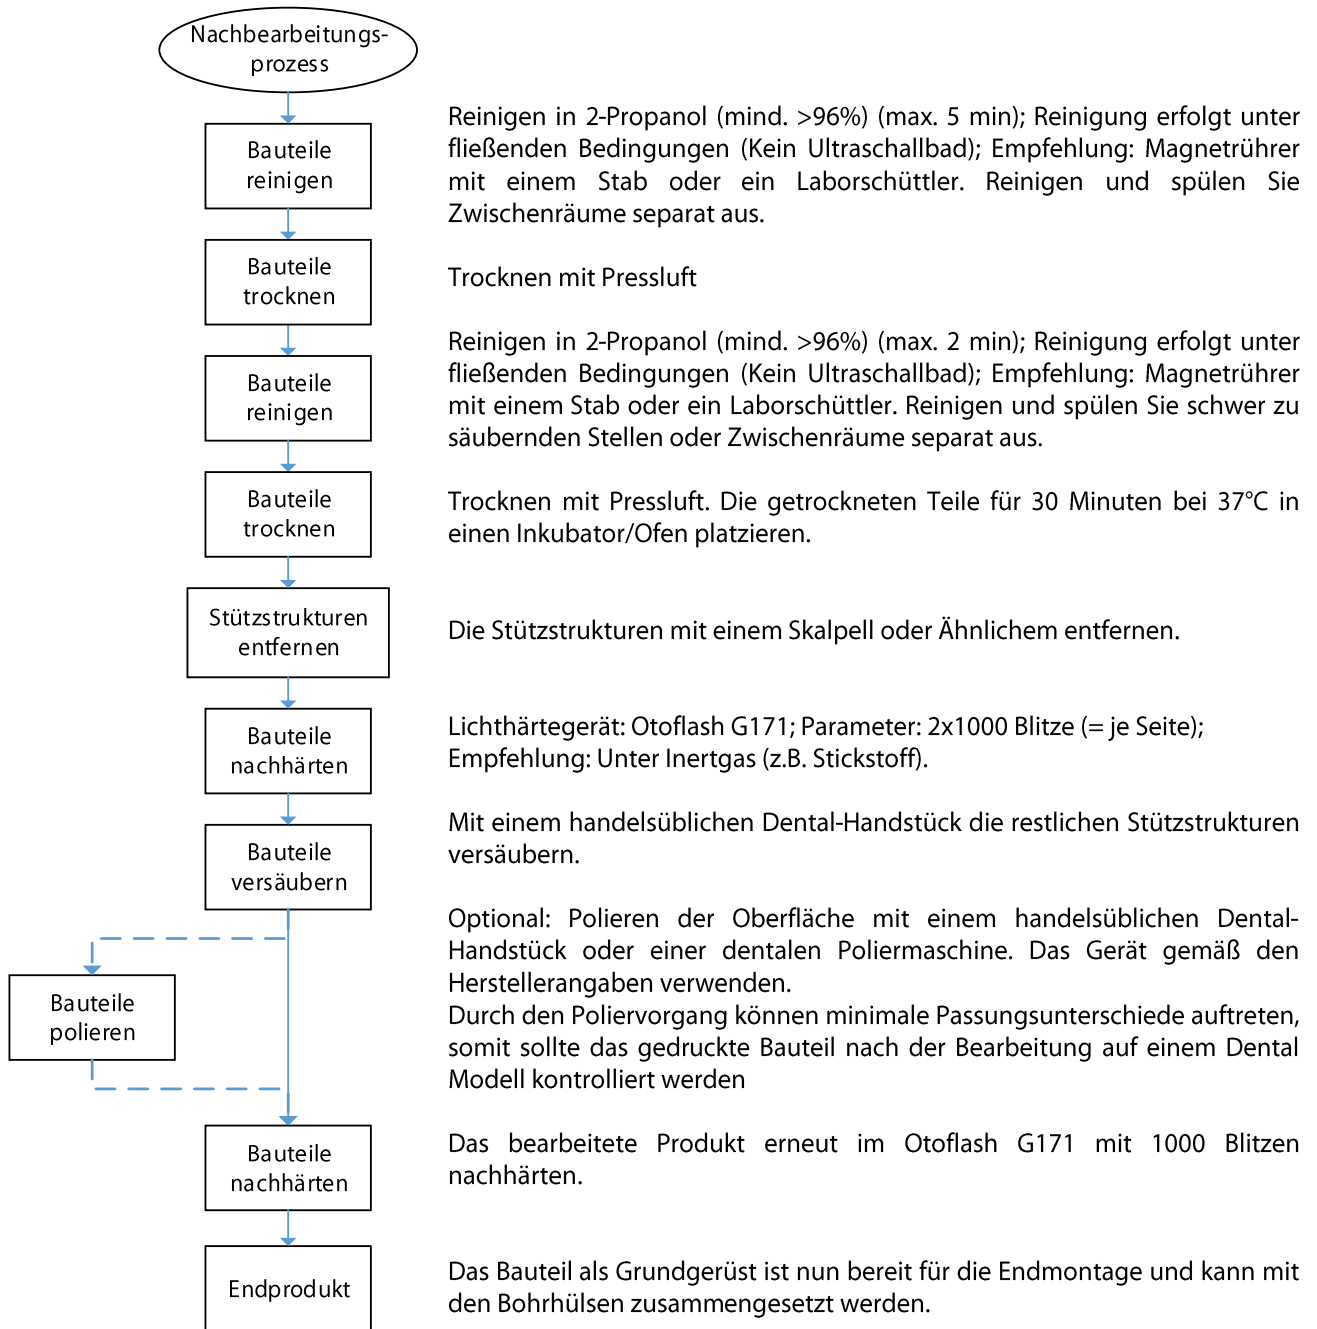 Nachbearbeitungs-
prozess
Bauteile
reinigen
Reinigen in 2-Propanol (mind. >96%) (max. 5 min); Reinigung erfolgt unter
fließenden Bedingungen (Kein Ultraschallbad); Empfehlung: Magnetrührer
mit einem Stab oder ein Laborschüttler. Reinigen und spülen Sie
Zwischenräume separat aus.
Bauteile
trocknen
Trocknen mit Pressluft
Bauteile
reinigen
Reinigen in 2-Propanol (mind. >96%) (max. 2 min); Reinigung erfolgt unter
fließenden Bedingungen (Kein Ultraschallbad); Empfehlung: Magnetrührer
mit einem Stab oder ein Laborschüttler. Reinigen und spülen Sie schwer zu
säubernden Stellen oder Zwischenräume separat aus.
Bauteile
trocknen
Trocknen mit Pressluft. Die getrockneten Teile für 30 Minuten bei 37°C in
einen Inkubator/Ofen platzieren.
Stützstrukturen
entfernen
Die Stützstrukturen mit einem Skalpell oder Ähnlichem entfernen.
Bauteile
nachhärten
Lichthärtegerät: Otoflash G171; Parameter: 2x1000 Blitze (= je Seite);
Empfehlung: Unter Inertgas (z.B. Stickstoff).
Bauteile
versäubern
Mit einem handelsüblichen Dental-Handstück die restlichen Stützstrukturen
versäubern.
Bauteile
polieren
Optional: Polieren der Oberfläche mit einem handelsüblichen Dental-
Handstück oder einer dentalen Poliermaschine. Das Gerät gemäß den
Herstellerangaben verwenden.
Durch den Poliervorgang können minimale Passungsunterschiede auftreten,
somit sollte das gedruckte Bauteil nach der Bearbeitung auf einem Dental
Modell kontrolliert werden
Bauteile
nachhärten
Das bearbeitete Produkt erneut im Otoflash G171 mit 1000 Blitzen
nachhärten.
Endprodukt
Das Bauteil als Grundgerüst ist nun bereit für die Endmontage und kann mit
den Bohrhülsen zusammengesetzt werden.